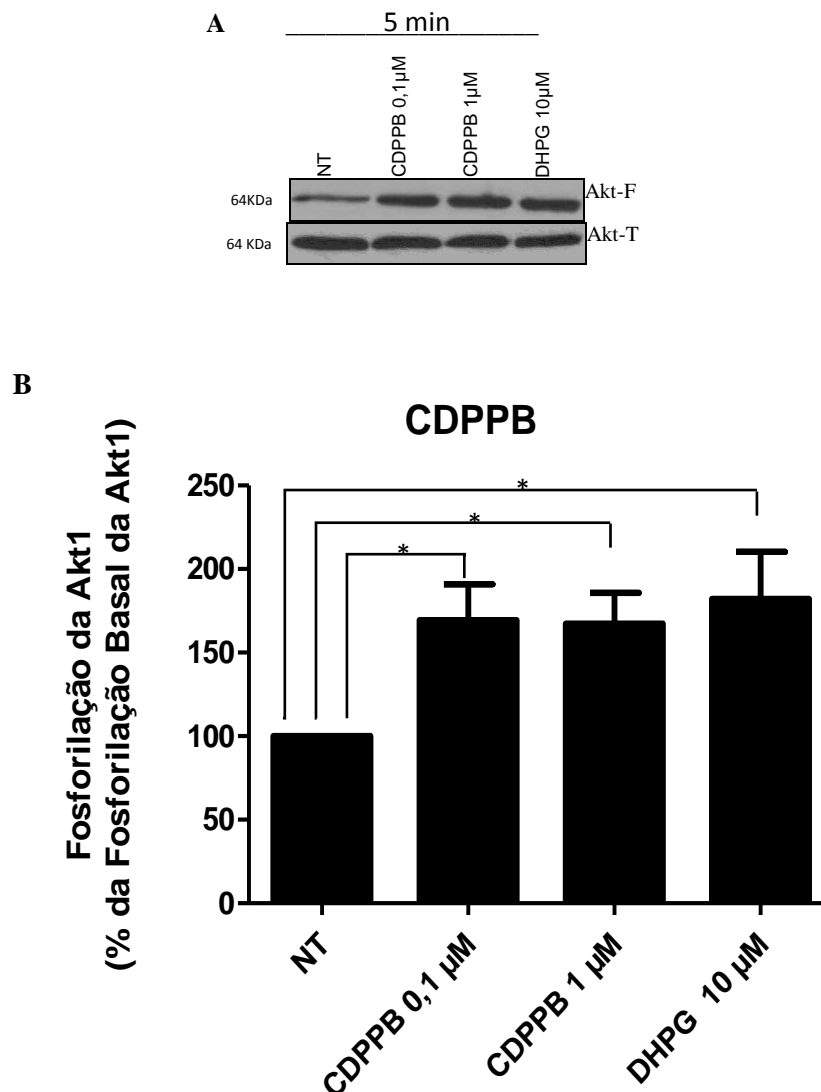 A
5 min
NT
CDPPB 0,1µM
CDPPB 1µM
DHPG 10µM
64KDa
Akt-F
64 KDa
Akt-T
B
CDPPB
Fosforilação da Akt1
(% da Fosforilação Basal da Akt1)
250
200
150
100
50
0
*
*
*
NT
CDPPB 0,1 µM
CDPPB 1 µM
DHPG 10 µM